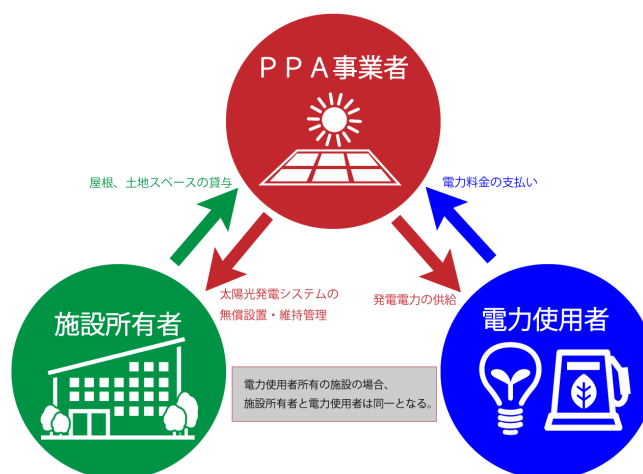 ＰＰＡ事業者
屋根、土地スペースの貸与
電力料金の支払い
太陽光発電システムの
無償設置・維持管理
発電電力の供給
施設所有者
電力使用者
電力使用者所有の施設の場合、
施設所有者と電力使用者は同一となる。